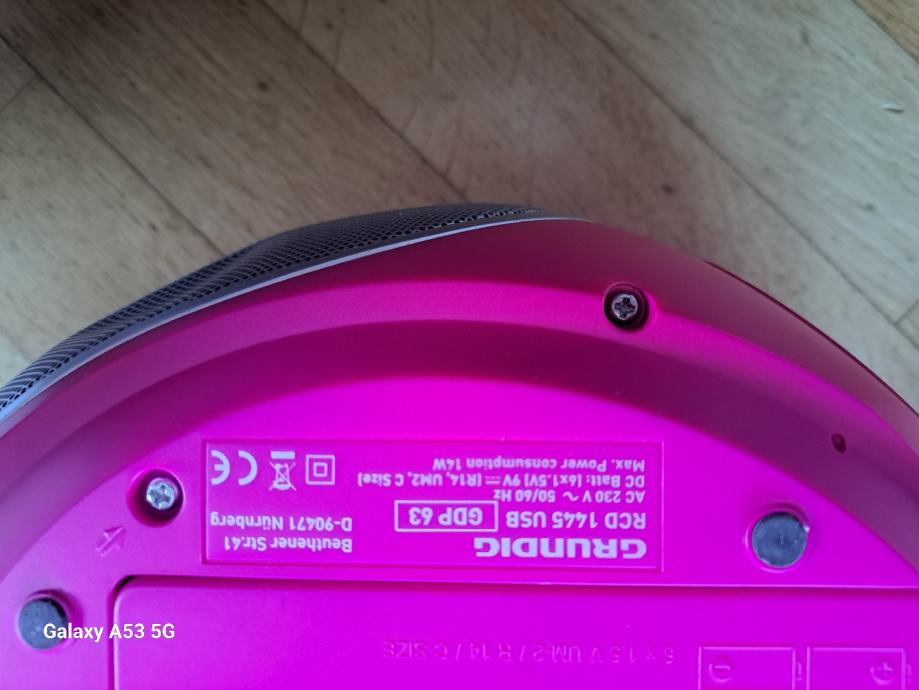 GRUNDIG
RCD 1445 USB GDP 63
AC 230 V ~ 50/60 Hz
DC Batt: (6x1.5V) 9V ⎓ (R14, UM2, C Size)
Max. Power consumption 14W
Beuthener Str.41
D-90471 Nürnberg
CE
6 x 1.5 V UM 2 / R 14 / C SIZE
Galaxy A53 5G